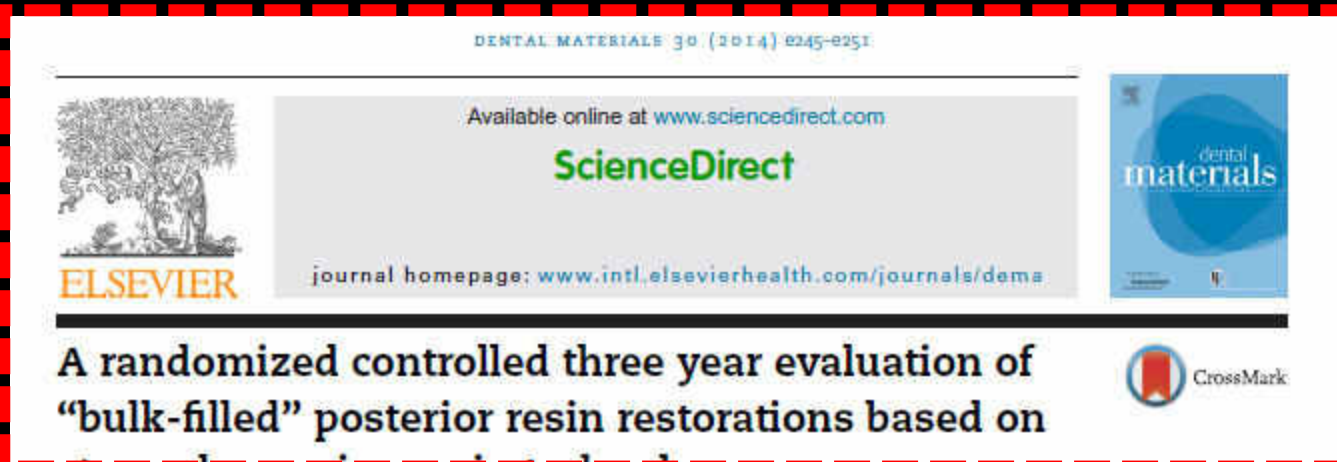 DENTAL MATERIALS 30 (2014) e245–e251
Available online at www.sciencedirect.com
ScienceDirect
journal homepage: www.intl.elsevierhealth.com/journals/dema
ELSEVIER
dental
materials
A randomized controlled three year evaluation of
“bulk-filled” posterior resin restorations based on
CrossMark